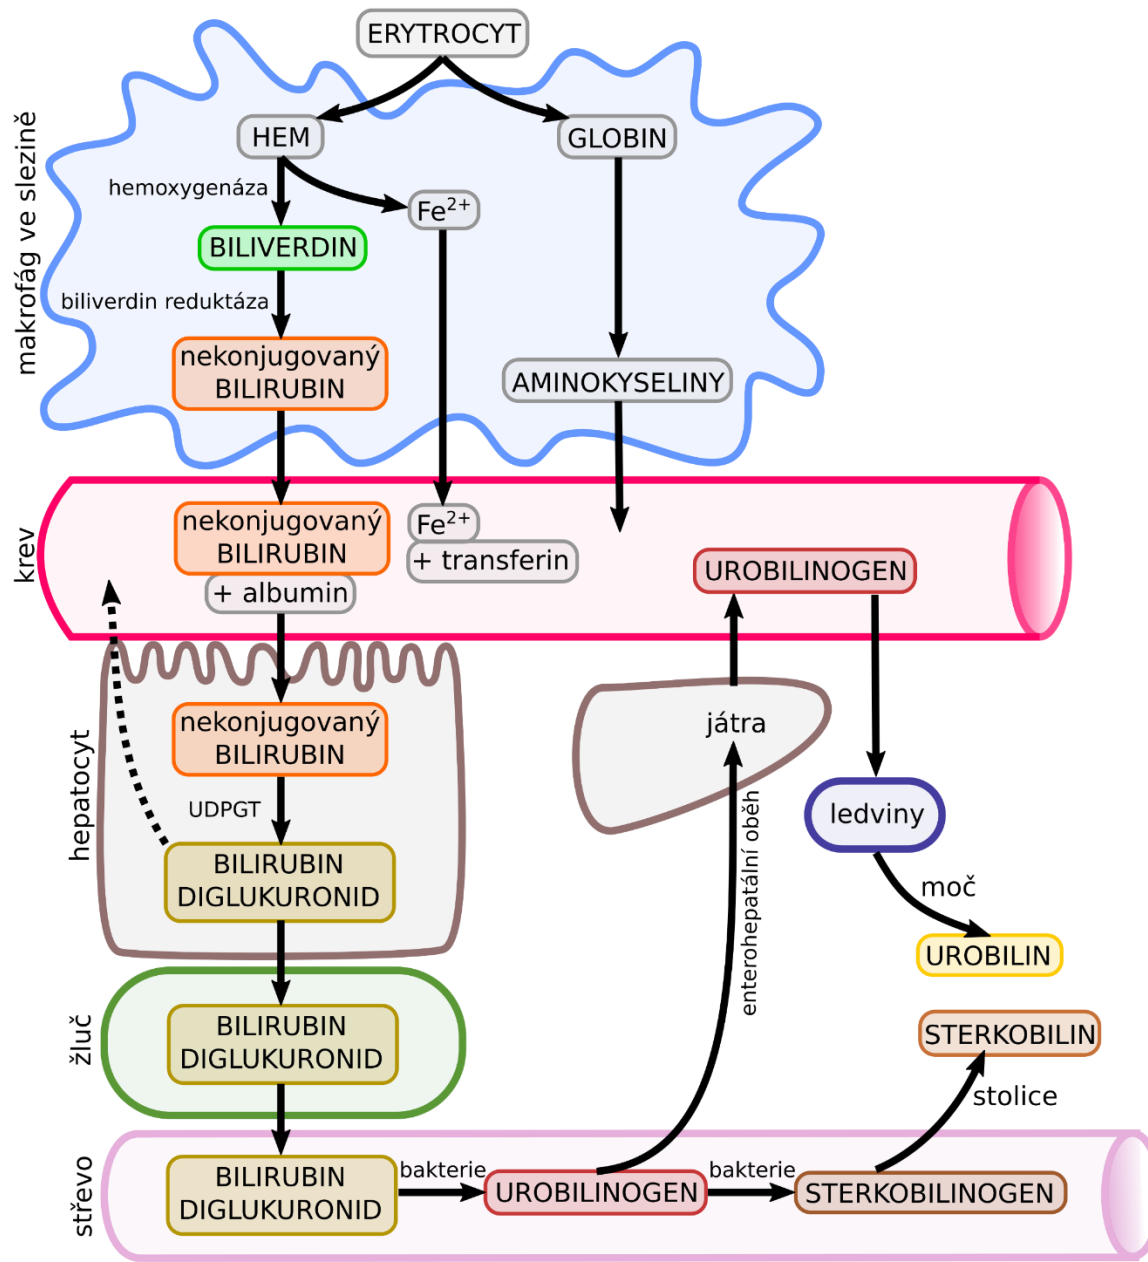 ERYTROCYT
makrofág ve slezině
HEM
GLOBIN
hemoxygenáza
Fe²⁺
BILIVERDIN
biliverdin reduktáza
nekonjugovaný
BILIRUBIN
AMINOKYSELINY
krev
nekonjugovaný
BILIRUBIN
+ albumin
Fe²⁺
+ transferin
UROBILINOGEN
hepatocyt
nekonjugovaný
BILIRUBIN
UDPGT
BILIRUBIN
DIGLUKURONID
játra
enterohepatální oběh
ledviny
moč
UROBILIN
žluč
BILIRUBIN
DIGLUKURONID
STERKOBILIN
stolice
střevo
BILIRUBIN
DIGLUKURONID
bakterie
UROBILINOGEN
bakterie
STERKOBILINOGEN